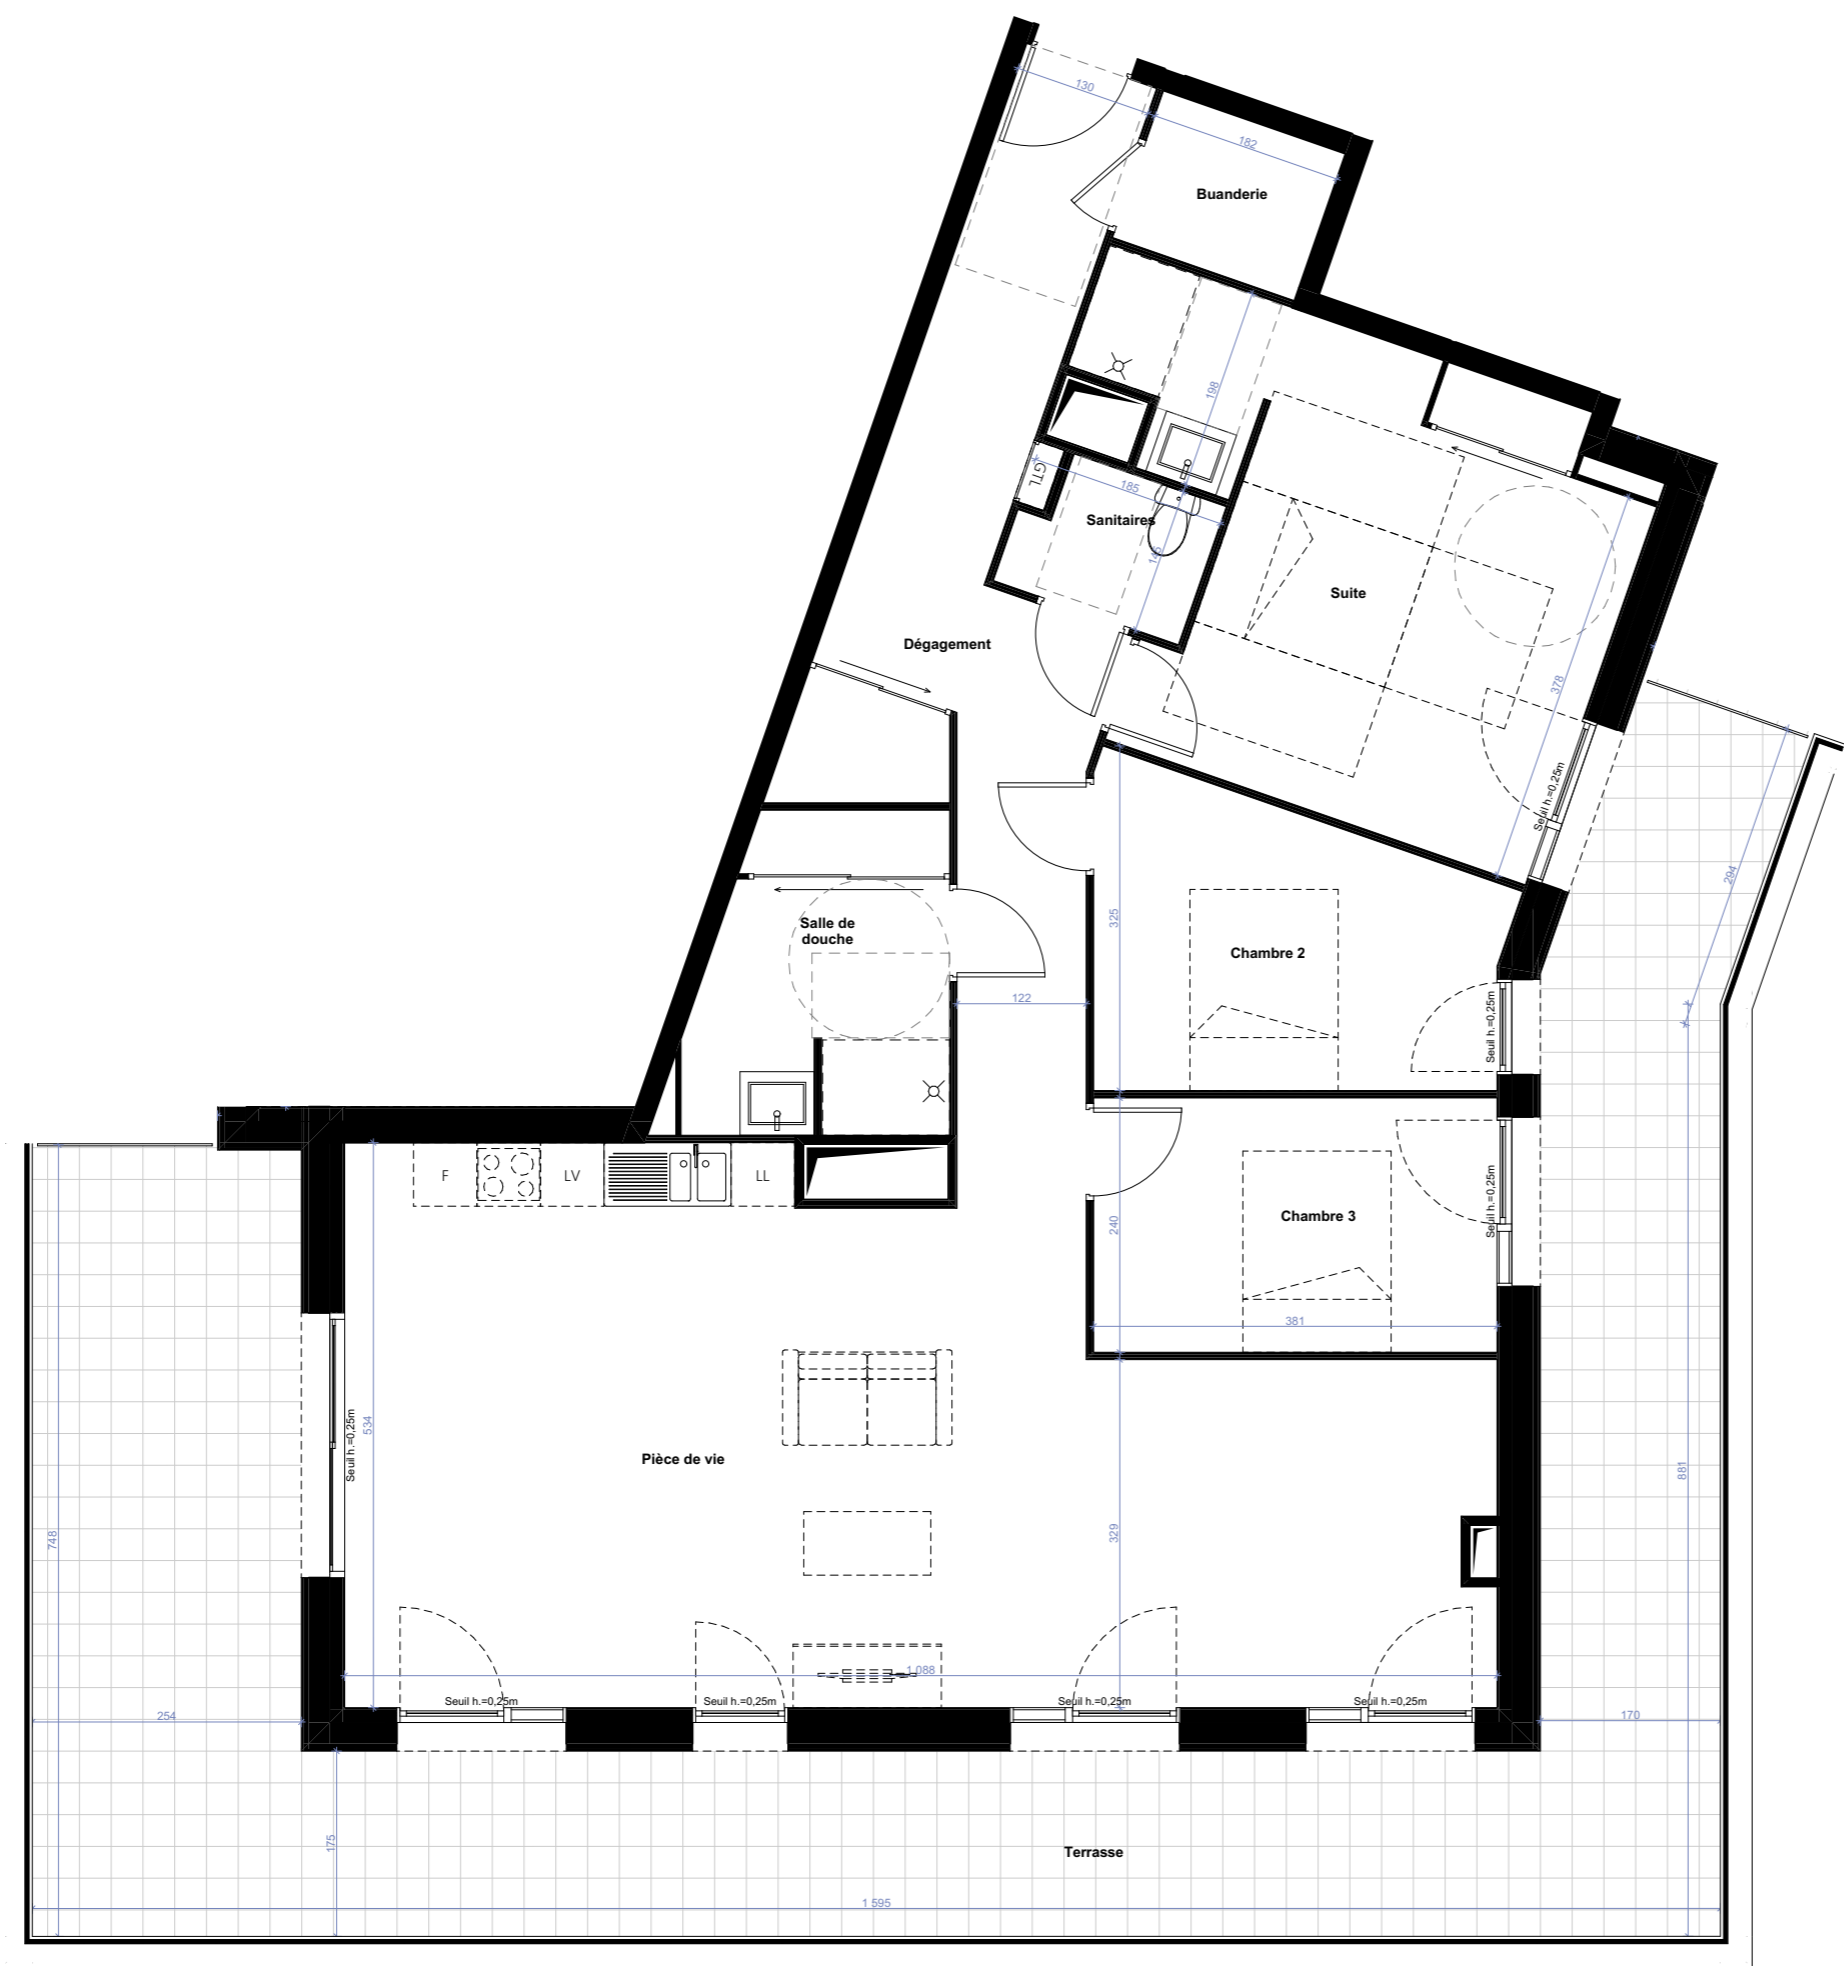 130
182
Buanderie
198
GTL
185
Sanitaires
145
Suite
378
Dégagement
Seuil h.=0,25m
294
Salle de
douche
325
Chambre 2
122
Seuil h.=0,25m
F
LV
LL
Seuil h.=0,25m
Chambre 3
240
381
534
Seuil h.=0,25m
Pièce de vie
881
748
329
1 088
Seuil h.=0,25m
Seuil h.=0,25m
Seuil h.=0,25m
Seuil h.=0,25m
254
170
175
Terrasse
1 595